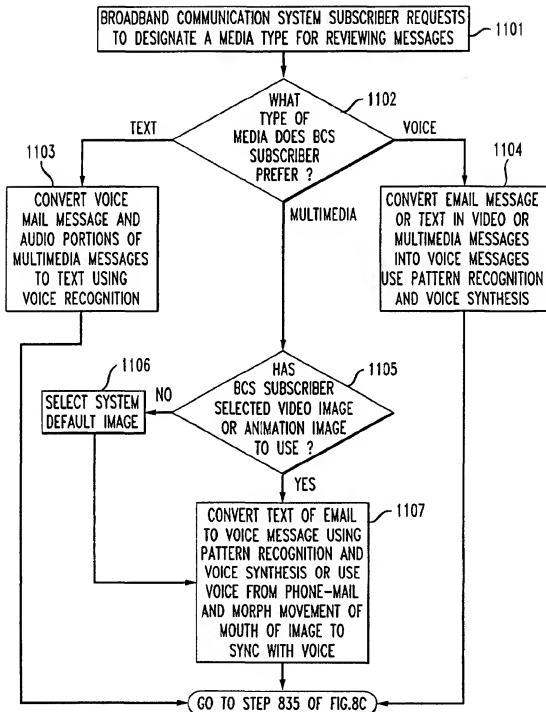 BROADBAND COMMUNICATION SYSTEM SUBSCRIBER REQUESTS
TO DESIGNATE A MEDIA TYPE FOR REVIEWING MESSAGES
1101
WHAT
TYPE OF
MEDIA DOES BCS
SUBSCRIBER
PREFER ?
1102
TEXT
VOICE
MULTIMEDIA
1103
CONVERT VOICE
MAIL MESSAGE AND
AUDIO PORTIONS OF
MULTIMEDIA MESSAGES
TO TEXT USING
VOICE RECOGNITION
1104
CONVERT EMAIL MESSAGE
OR TEXT IN VIDEO OR
MULTIMEDIA MESSAGES
INTO VOICE MESSAGES
USE PATTERN RECOGNITION
AND VOICE SYNTHESIS
HAS
BCS SUBSCRIBER
SELECTED VIDEO IMAGE
OR ANIMATION IMAGE
TO USE ?
1105
NO
1106
SELECT SYSTEM
DEFAULT IMAGE
YES
CONVERT TEXT OF EMAIL
TO VOICE MESSAGE USING
PATTERN RECOGNITION AND
VOICE SYNTHESIS OR USE
VOICE FROM PHONE-MAIL
AND MORPH MOVEMENT OF
MOUTH OF IMAGE TO
SYNC WITH VOICE
1107
GO TO STEP 835 OF FIG.8C